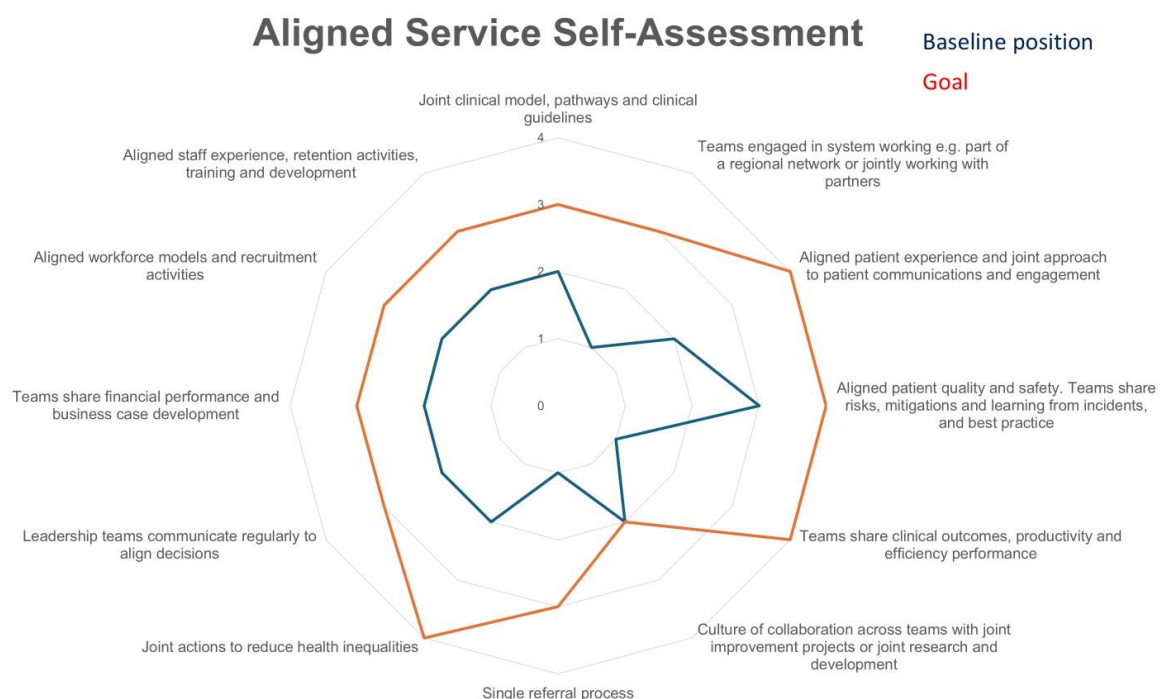 Aligned Service Self-Assessment
Baseline position
Goal
Joint clinical model, pathways and clinical
guidelines
Teams engaged in system working e.g. part of
a regional network or jointly working with
partners
Aligned patient experience and joint approach
to patient communications and engagement
Aligned patient quality and safety. Teams share
risks, mitigations and learning from incidents,
and best practice
Teams share clinical outcomes, productivity and
efficiency performance
Culture of collaboration across teams with joint
improvement projects or joint research and
development
Single referral process
Joint actions to reduce health inequalities
Leadership teams communicate regularly to
align decisions
Teams share financial performance and
business case development
Aligned workforce models and recruitment
activities
Aligned staff experience, retention activities,
training and development
4
3
2
1
0